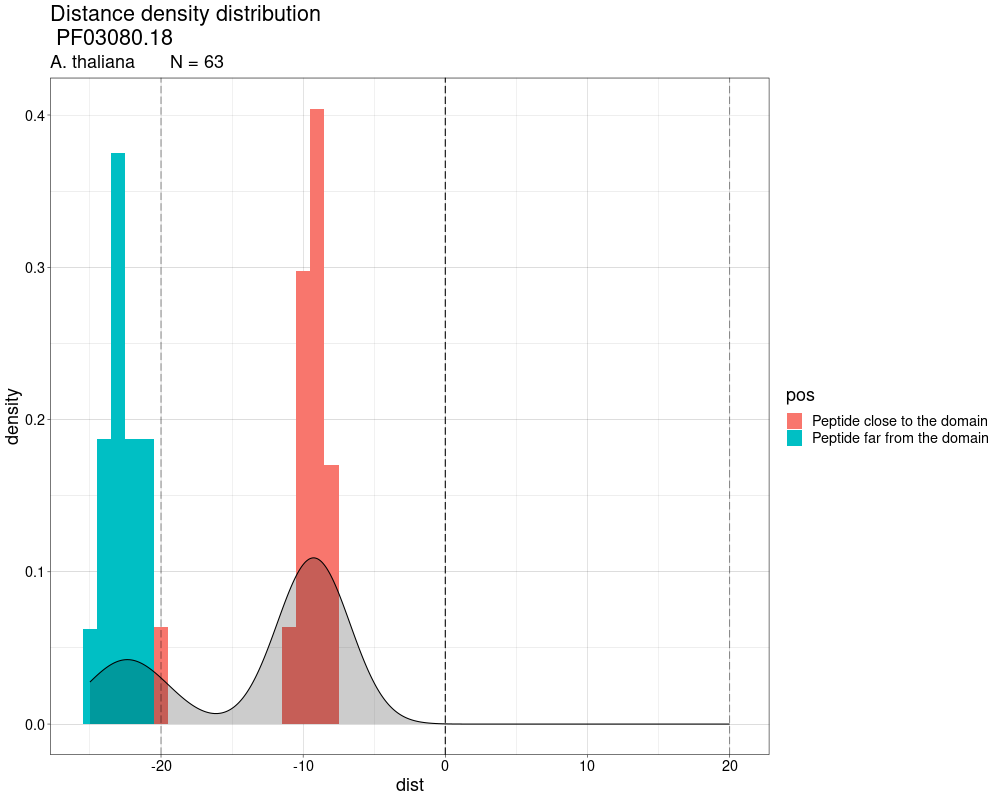 Distance density distribution
PF03080.18
A. thaliana N = 63
0.4
0.3
0.2
0.1
0.0
density
-20 -10 0 10 20
dist
pos
Peptide close to the domain
Peptide far from the domain